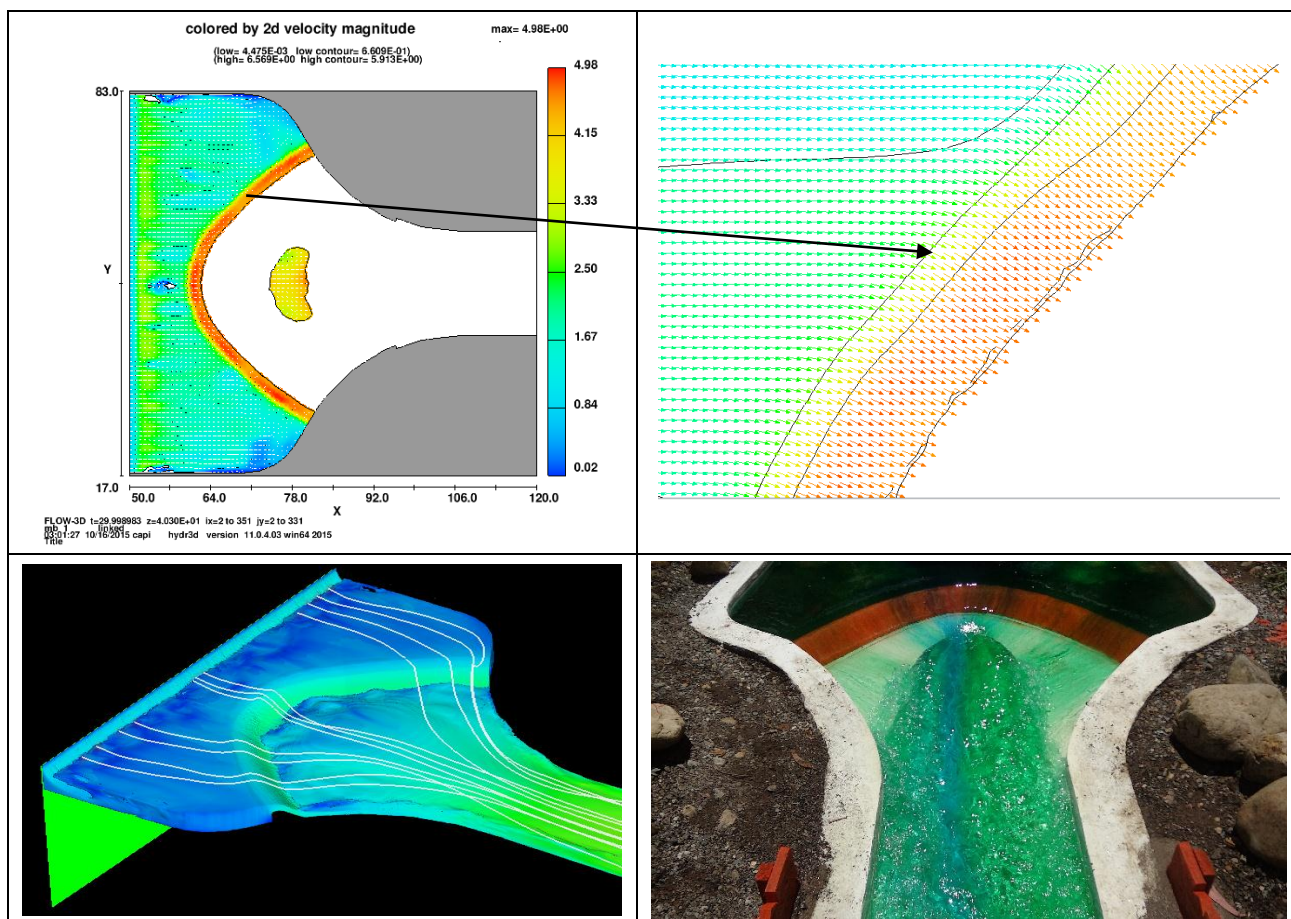 colored by 2d velocity magnitude
max= 4.98E+00
(low= 4.475E-03 low contour= 6.609E-01)
(high= 6.569E+00 high contour= 5.913E+00)
4.98
83.0
4.15
3.33
Y
2.50
1.67
0.84
0.02
17.0
50.0 64.0 78.0 92.0 106.0 120.0
X
FLOW-3D t=29.998983 z=4.030E+01 ix=2 to 351 jy=2 to 331
mb_1 linked
03:01:27 10/16/2015 capi hydr3d version 11.0.4.03 win64 2015
Title